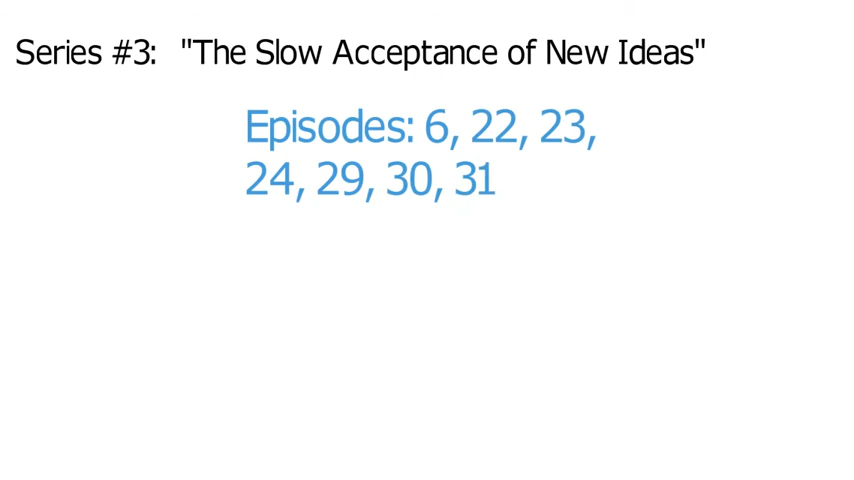 Series #3: "The Slow Acceptance of New Ideas"
Episodes: 6, 22, 23,
24, 29, 30, 31